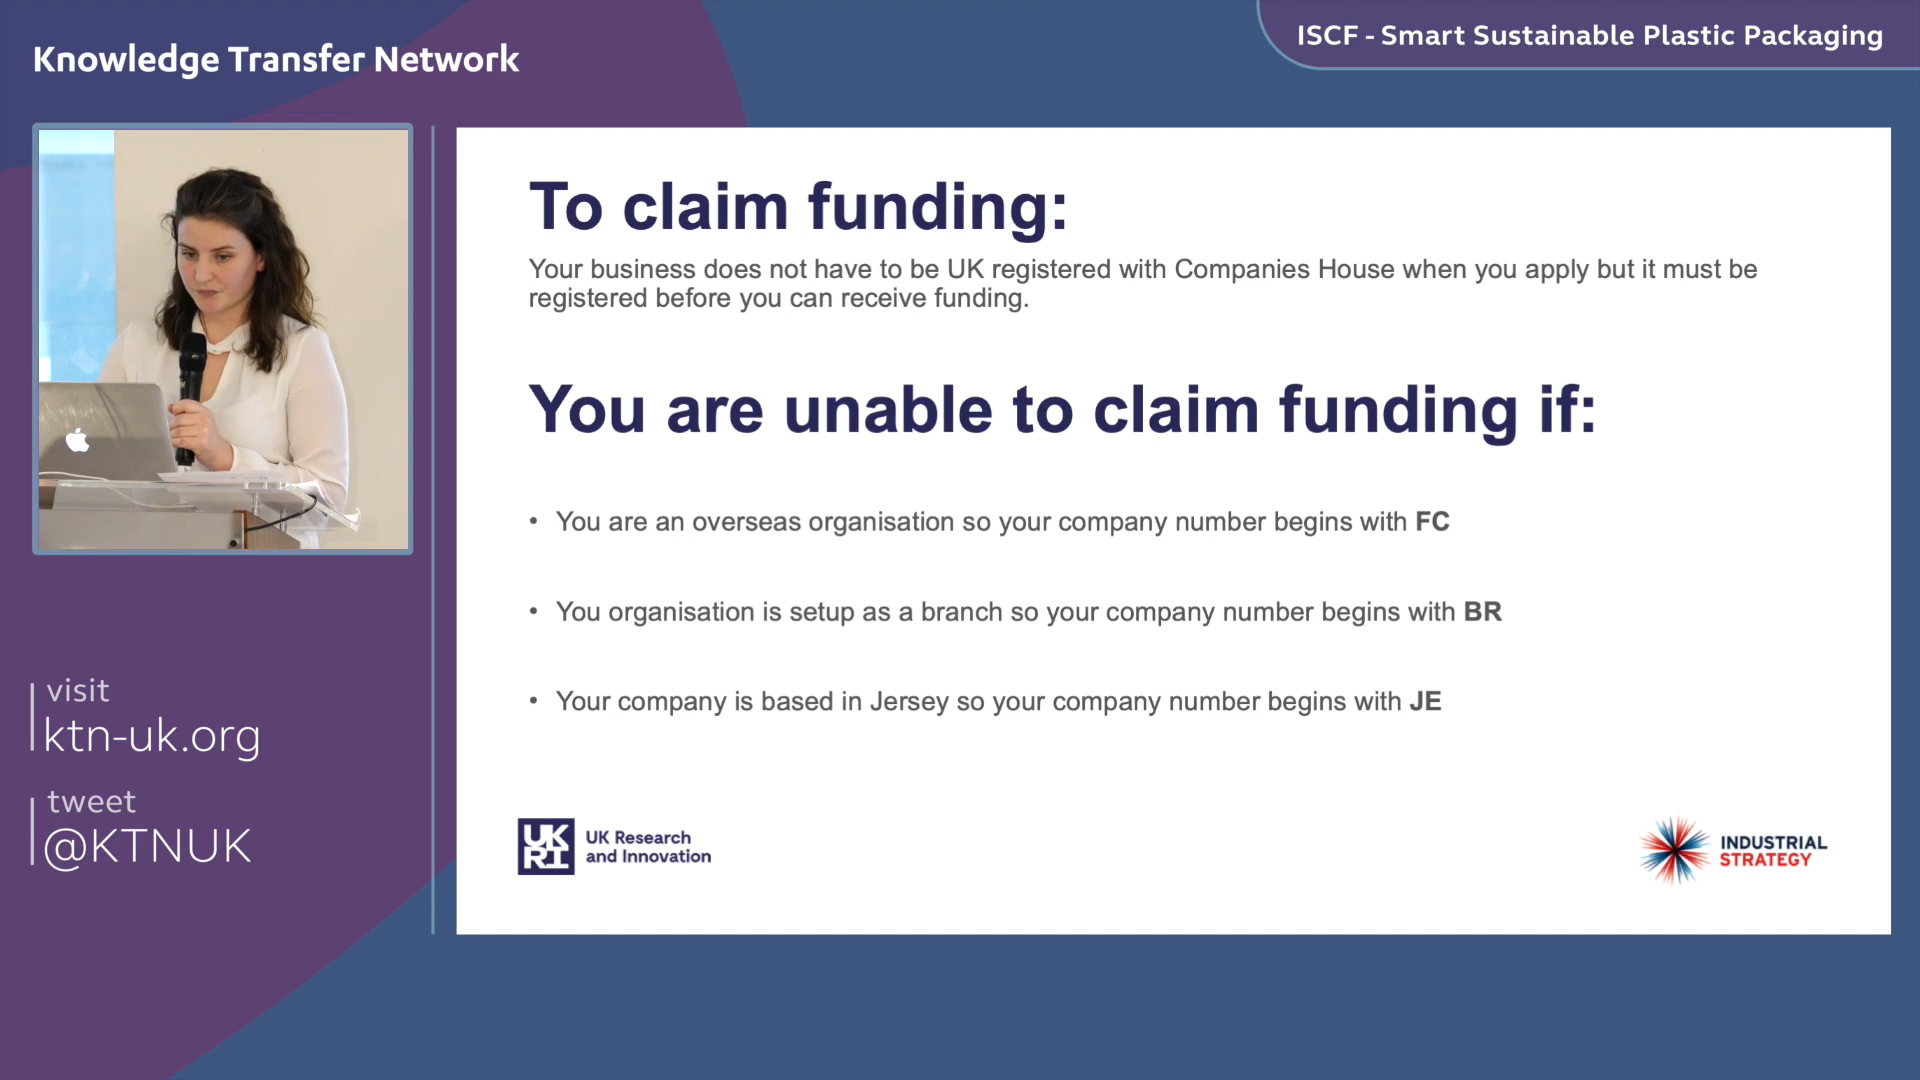 Knowledge Transfer Network
ISCF - Smart Sustainable Plastic Packaging
To claim funding:
Your business does not have to be UK registered with Companies House when you apply but it must be
registered before you can receive funding.
You are unable to claim funding if:
• You are an overseas organisation so your company number begins with FC
• You organisation is setup as a branch so your company number begins with BR
• Your company is based in Jersey so your company number begins with JE
visit
ktn-uk.org
tweet
@KTNUK
UK
RI
UK Research
and Innovation
INDUSTRIAL
STRATEGY